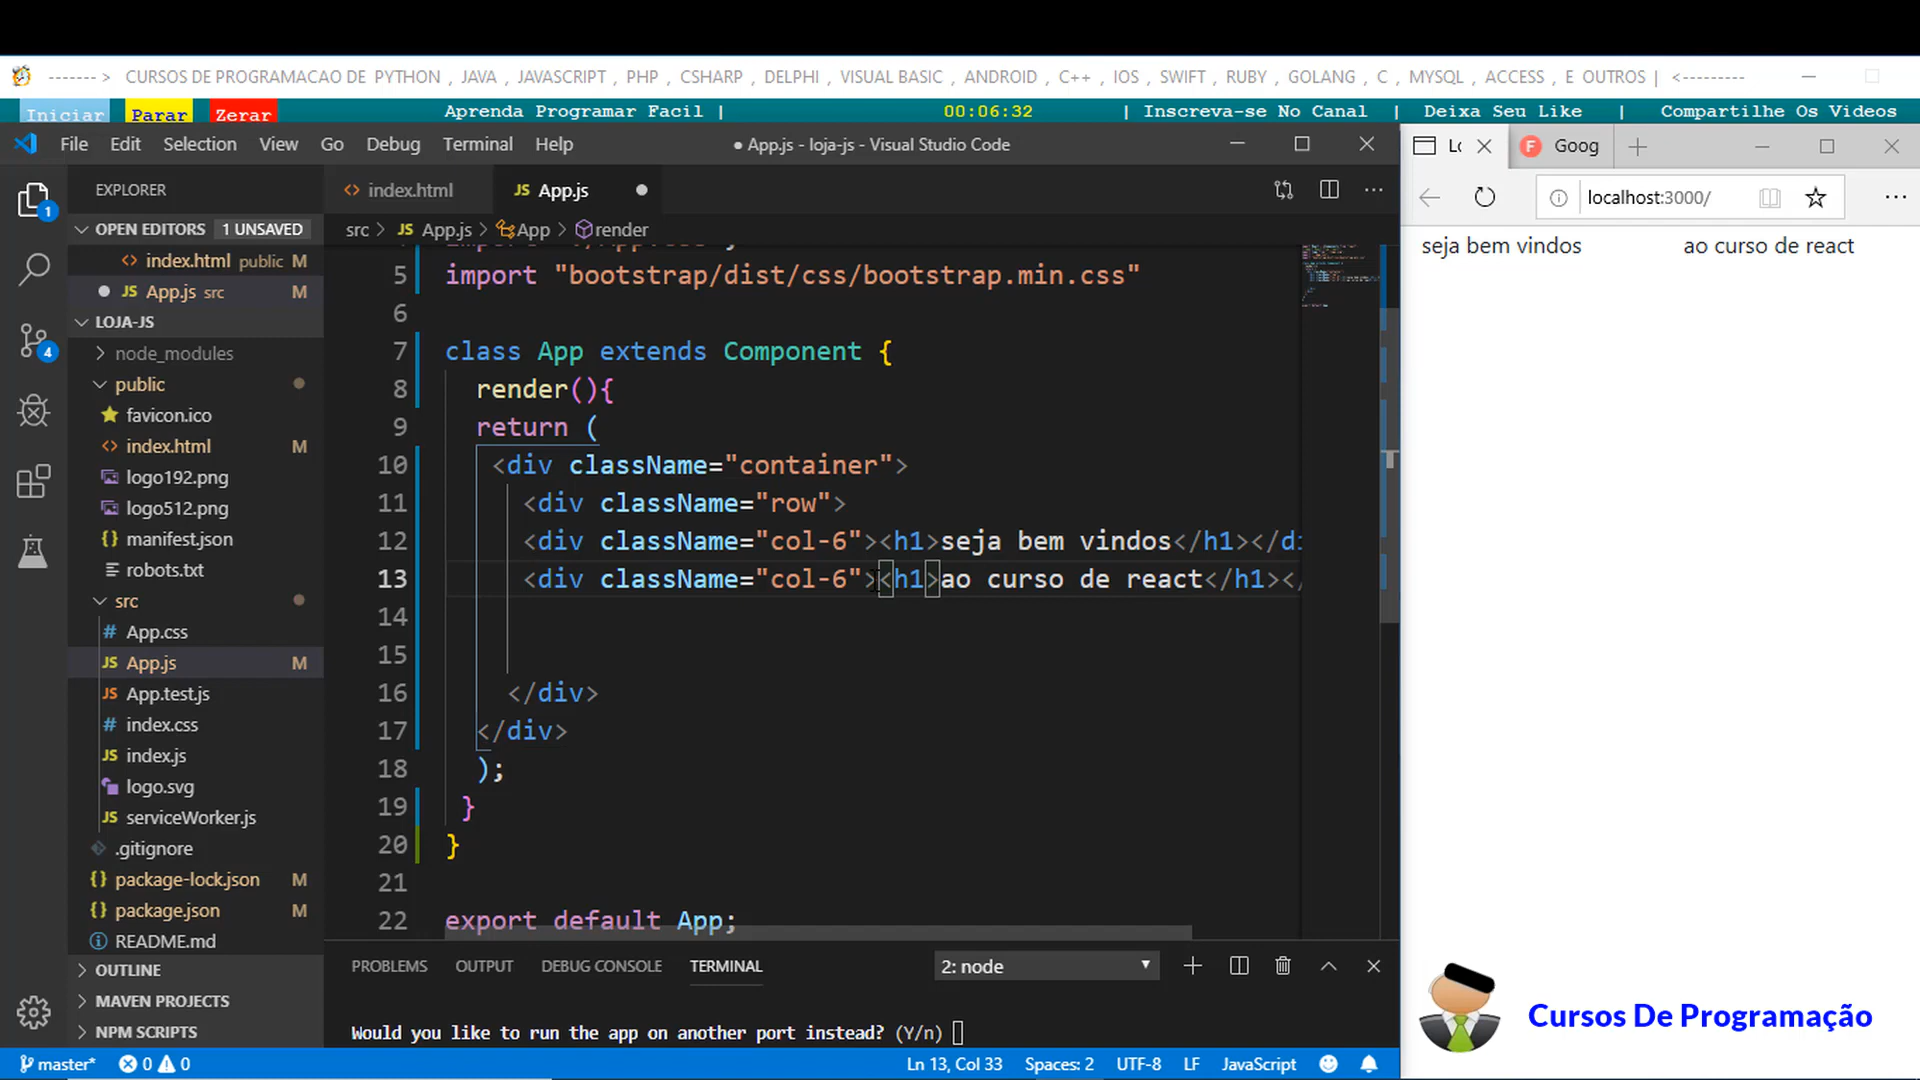 -------- > CURSOS DE PROGRAMACAO DE PYTHON , JAVA , JAVASCRIPT , PHP , CSHARP , DELPHI , VISUAL BASIC , ANDROID , C++ , IOS , SWIFT , RUBY , GOLANG , C , MYSQL , ACCESS , E OUTROS | <---------
Iniciar Parar Zerar Aprenda Programar Facil | 00:06:32 | Inscreva-se No Canal | Deixa Seu Like | Compartilhe Os Videos
File Edit Selection View Go Debug Terminal Help ● App.js - loja-js - Visual Studio Code
Goog
localhost:3000/
seja bem vindos ao curso de react
EXPLORER
OPEN EDITORS 1 UNSAVED
index.html public M
App.js src M
LOJA-JS
node_modules
public
favicon.ico
index.html M
logo192.png
logo512.png
manifest.json
robots.txt
src
App.css
App.js M
App.test.js
index.css
index.js
logo.svg
serviceWorker.js
.gitignore
package-lock.json M
package.json M
README.md
OUTLINE
MAVEN PROJECTS
NPM SCRIPTS
index.html JS App.js
src > JS App.js > App > render
5 import "bootstrap/dist/css/bootstrap.min.css"
6
7 class App extends Component {
8 render(){
9 return (
10 <div className="container">
11 <div className="row">
12 <div className="col-6"><h1>seja bem vindos</h1></di
13 <div className="col-6"><h1>ao curso de react</h1></
14
15
16 </div>
17 </div>
18 );
19 }
20 }
21
22 export default App;
PROBLEMS OUTPUT DEBUG CONSOLE TERMINAL 2: node
Would you like to run the app on another port instead? (Y/n)
master* 0 0 Ln 13, Col 33 Spaces: 2 UTF-8 LF JavaScript
Cursos De Programação